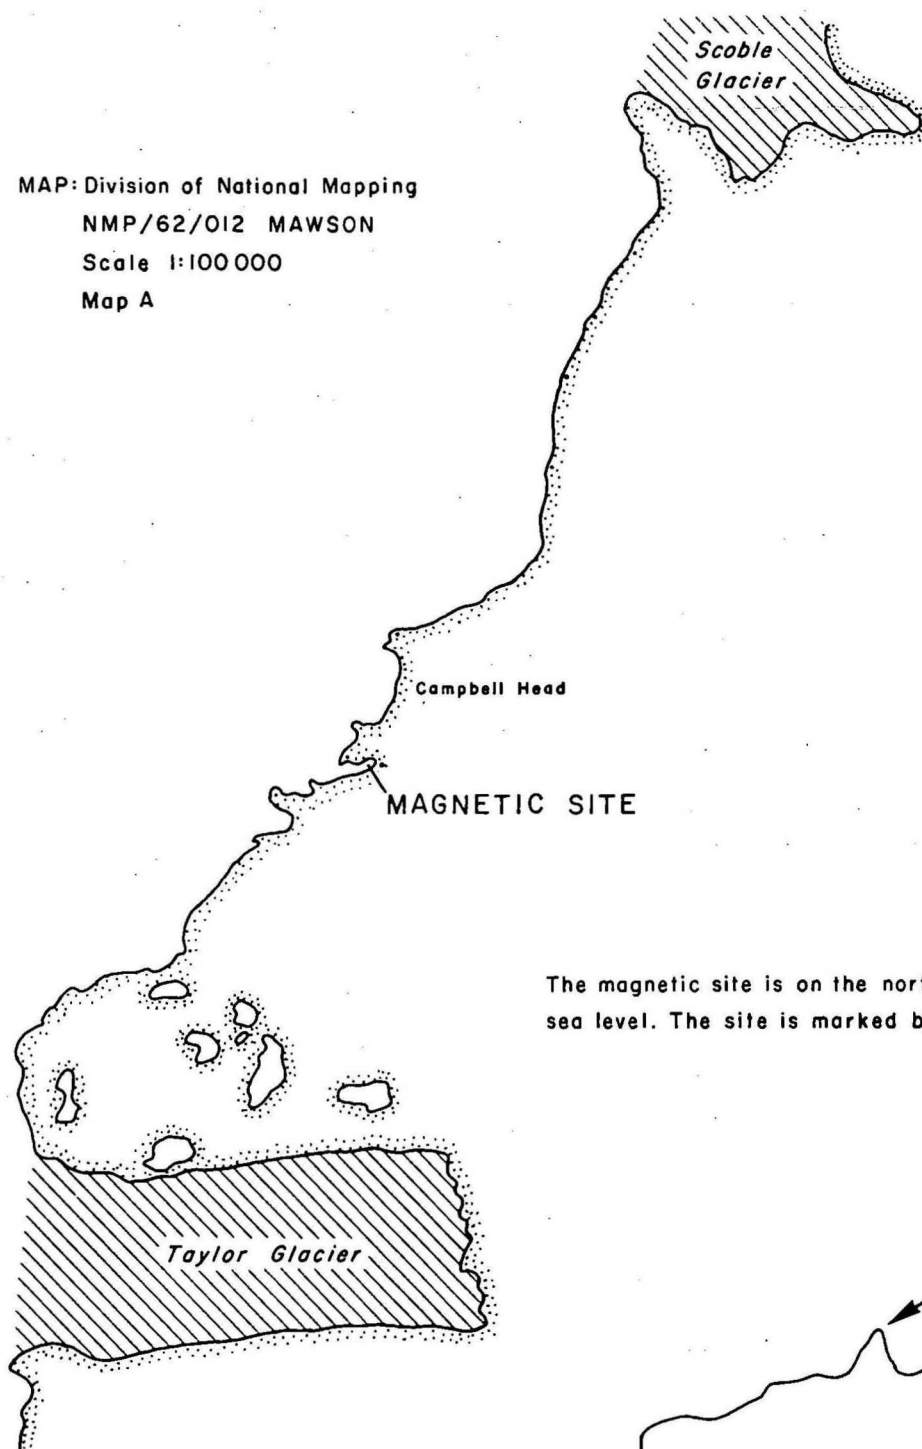 Scoble
Glacier
MAP: Division of National Mapping
NMP/62/012 MAWSON
Scale 1:100 000
Map A
Campbell Head
MAGNETIC SITE
The magnetic site is on the
sea level. The site is marked
Taylor Glacier